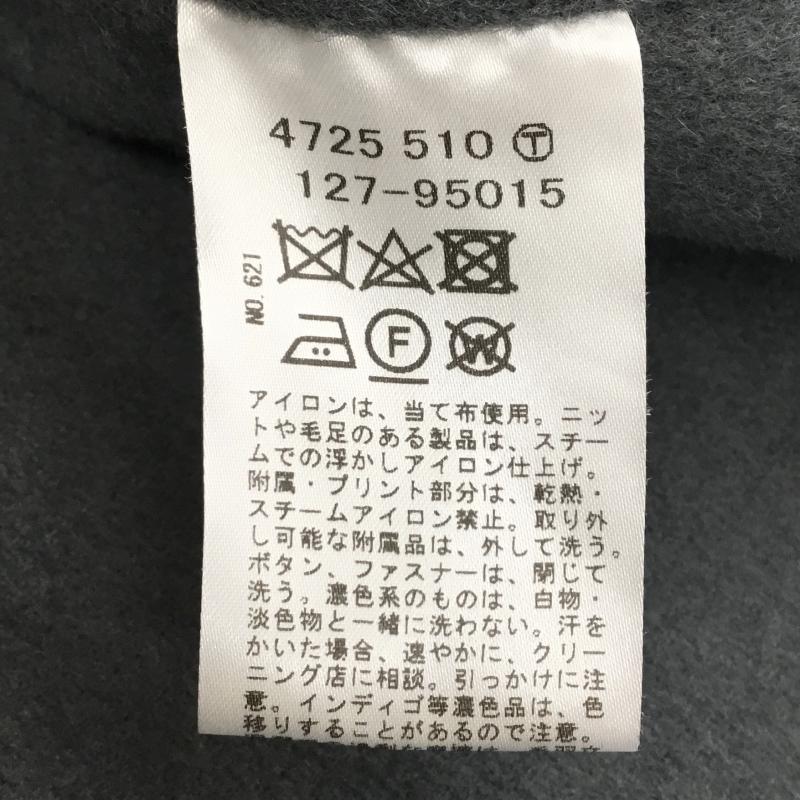 4725 510 Ⓣ
127-95015
NO. 621
F
W
アイロンは、当て布使用。ニッ
トや毛足のある製品は、スチー
ムでの浮かしアイロン仕上げ。
附属・プリント部分は、乾熱・
スチームアイロン禁止。取り外
し可能な附属品は、外して洗う。
ボタン、ファスナーは、閉じて
洗う。濃色系のものは、白物・
淡色物と一緒に洗わない。汗を
かいた場合、速やかに、クリー
ニング店に相談。引っかけに注
意。インディゴ等濃色品は、色
移りすることがあるので注意。